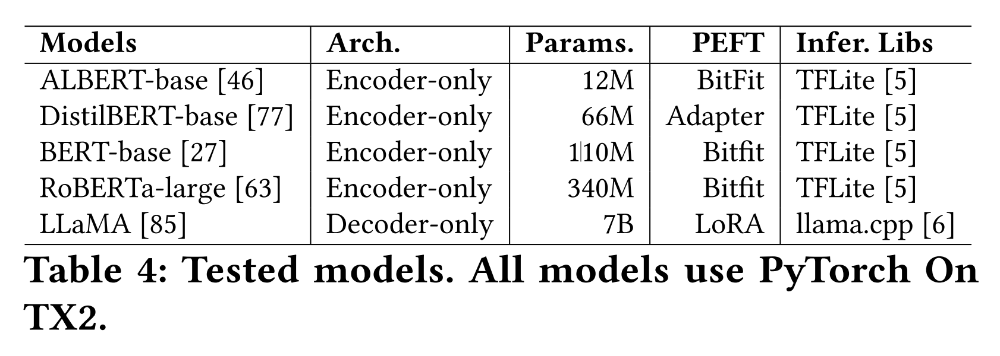 Models Arch. Params. PEFT Infer. Libs
ALBERT-base [46] Encoder-only 12M BitFit TFLite [5]
DistilBERT-base [77] Encoder-only 66M Adapter TFLite [5]
BERT-base [27] Encoder-only 110M Bitfit TFLite [5]
RoBERTa-large [63] Encoder-only 340M Bitfit TFLite [5]
LLaMA [85] Decoder-only 7B LoRA llama.cpp [6]
Table 4: Tested models. All models use PyTorch On
TX2.